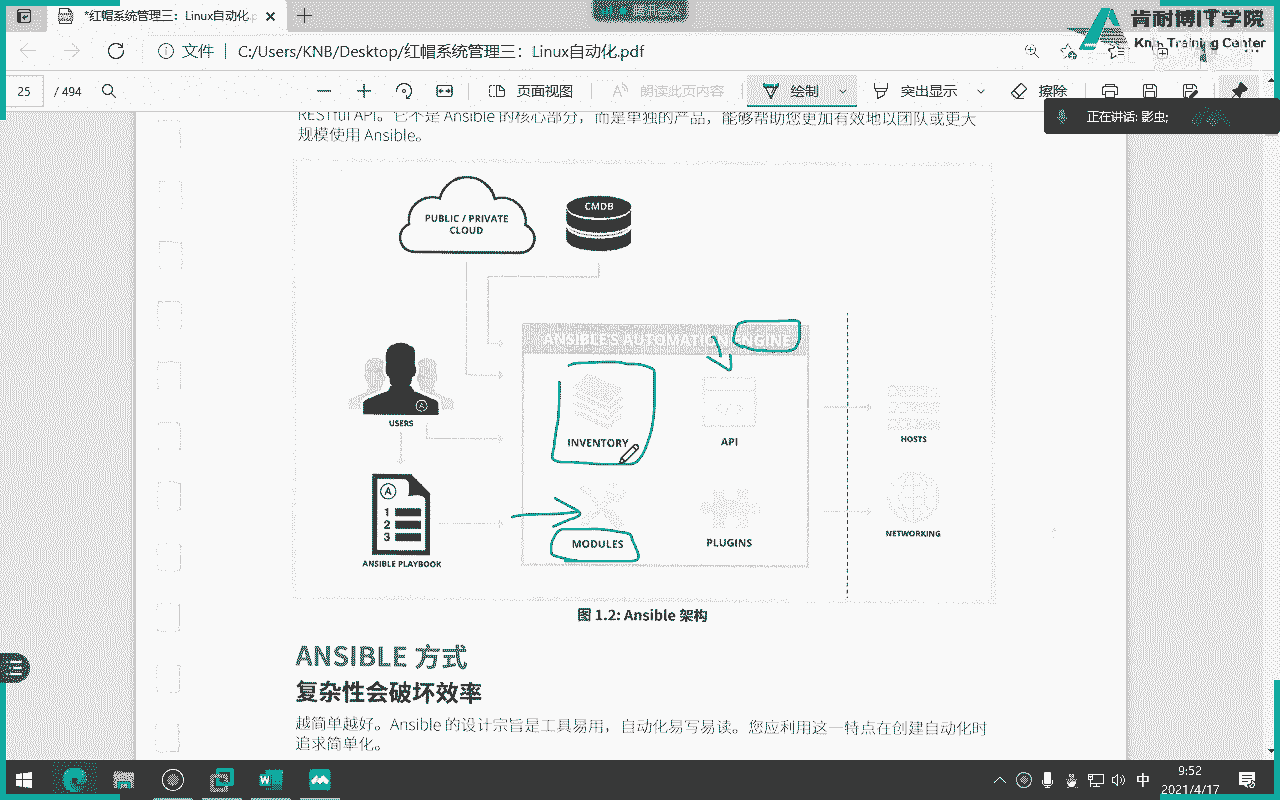 *红帽系统管理三：Linux自动化.p
肯耐博IT学院
Knb Training Center
文件
C:/Users/KNB/Desktop/红帽系统管理三：Linux自动化.pdf
25
/ 494
页面视图
朗读此页内容
绘制
突出显示
擦除
正在讲话: 影虫;
RESTful API。它不是 Ansible 的核心部分，而是单独的产品，能够帮助您更加有效地以团队或更大
规模使用 Ansible。
PUBLIC / PRIVATE
CLOUD
CMDB
ANSIBLE'S AUTOMATION ENGINE
USERS
INVENTORY
API
HOSTS
1
2
3
ANSIBLE PLAYBOOK
MODULES
PLUGINS
NETWORKING
图 1.2: Ansible 架构
ANSIBLE 方式
复杂性会破坏效率
越简单越好。Ansible 的设计宗旨是工具易用，自动化易写易读。您应利用这一特点在创建自动化时
追求简单化。
中
9:52
2021/4/17